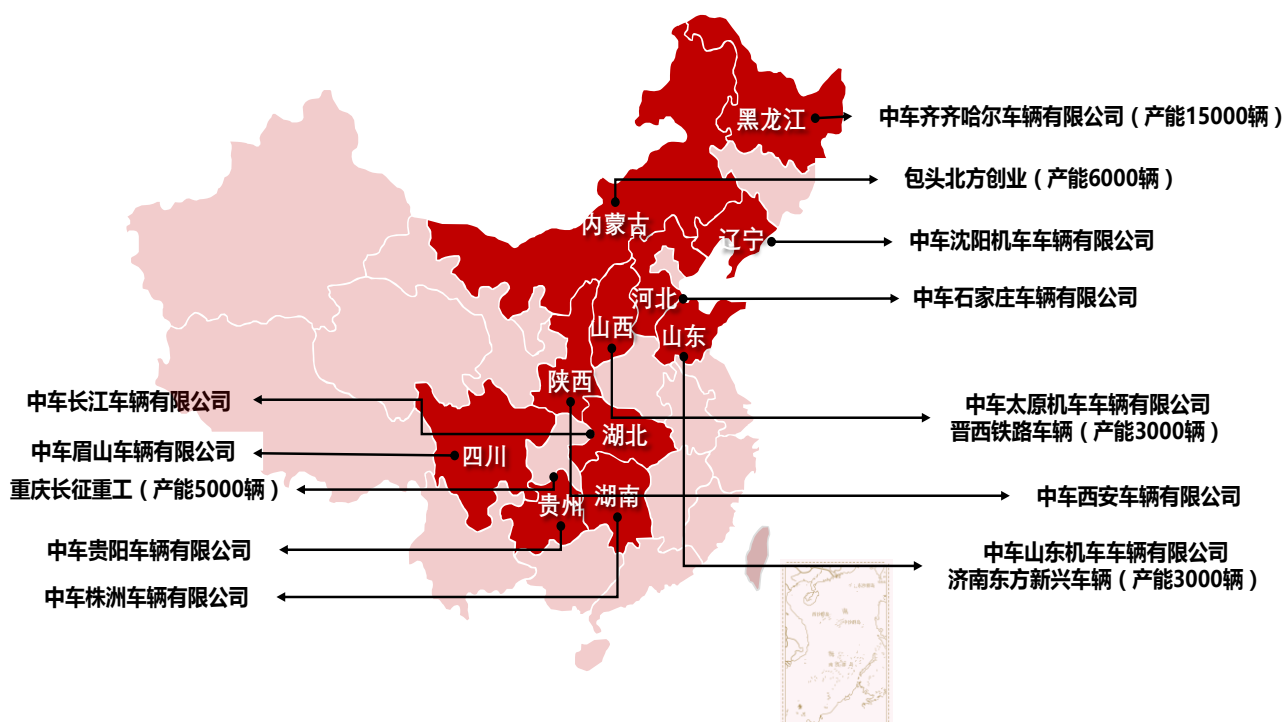 黑龙江
中车齐齐哈尔车辆有限公司（产能15000辆）
包头北方创业（产能6000辆）
内蒙古
辽宁
中车沈阳机车车辆有限公司
河北
中车石家庄车辆有限公司
山西
山东
陕西
中车长江车辆有限公司
中车太原机车车辆有限公司
晋西铁路车辆（产能3000辆）
湖北
中车眉山车辆有限公司
四川
重庆长征重工（产能5000辆）
贵州
湖南
中车西安车辆有限公司
中车贵阳车辆有限公司
中车山东机车车辆有限公司
济南东方新兴车辆（产能3000辆）
中车株洲车辆有限公司